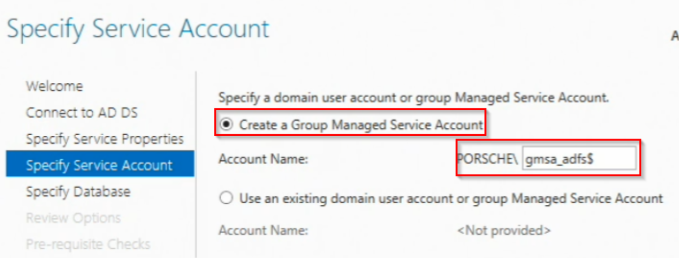 Specify Service Account
A
Welcome
Connect to AD DS
Specify Service Properties
Specify Service Account
Specify Database
Review Options
Pre-requisite Checks
Specify a domain user account or group Managed Service Account.
Create a Group Managed Service Account
Account Name: PORSCHE\ gmsa_adfs$
Use an existing domain user account or group Managed Service Account
Account Name: <Not provided>